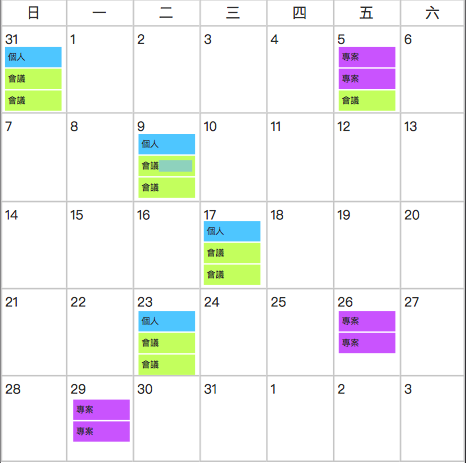 日 一 二 三 四 五 六
31 1 2 3 4 5 6
個人 專案
會議 專案
會議 會議
7 8 9 10 11 12 13
個人
會議
會議
14 15 16 17 18 19 20
個人
會議
會議
21 22 23 24 25 26 27
個人 專案
會議 專案
會議
28 29 30 31 1 2 3
專案
專案